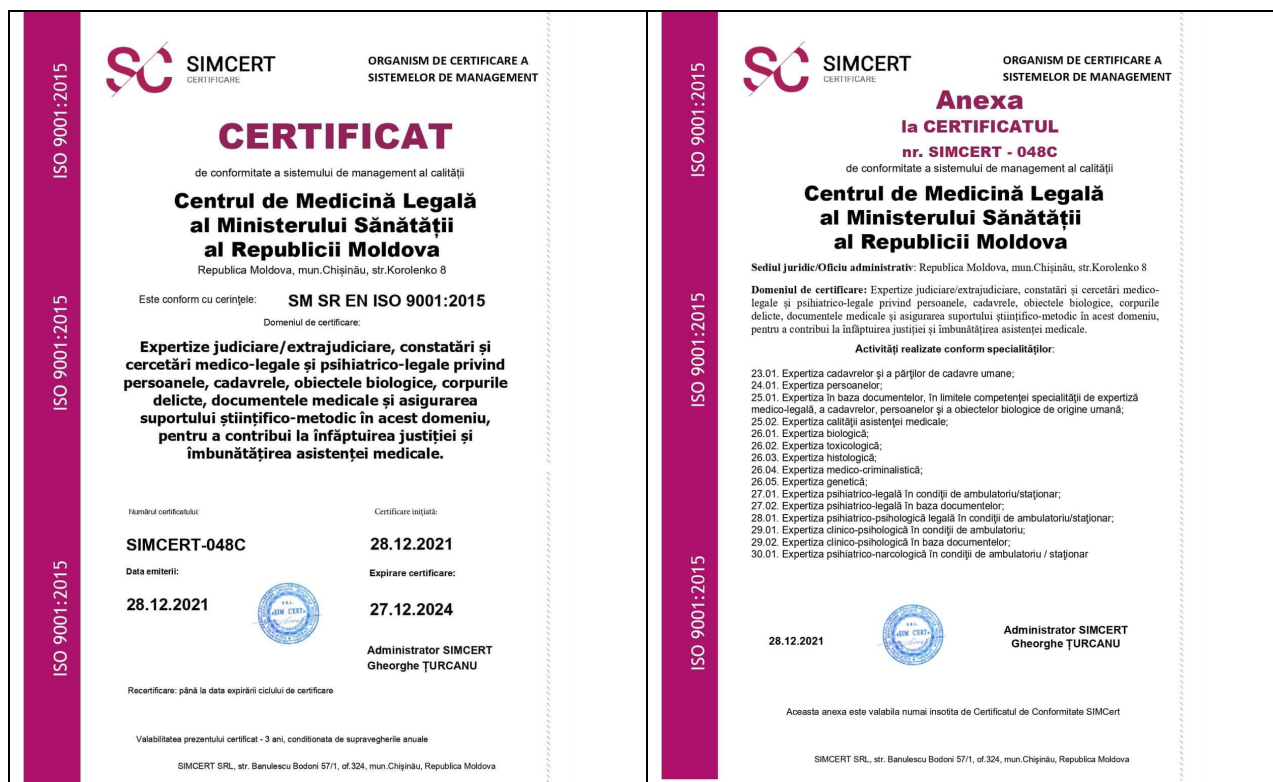 ISO 9001:2015
ISO 9001:2015
ISO 9001:2015
SC SIMCERT
CERTIFICARE
ORGANISM DE CERTIFICARE A
SISTEMELOR DE MANAGEMENT
CERTIFICAT
de conformitate a sistemului de management al calității
Centrul de Medicină Legală
al Ministerului Sănătății
al Republicii Moldova
Republica Moldova, mun.Chișinău, str.Korolenko 8
Este conform cu cerințele: SM SR EN ISO 9001:2015
Domeniul de certificare:
Expertize judiciare/extrajudiciare, constatări și
cercetări medico-legale și psihiatrico-legale privind
persoanele, cadavrele, obiectele biologice, corpurile
delicte, documentele medicale și asigurarea
suportului științifico-metodic în acest domeniu,
pentru a contribui la înfăptuirea justiției și
îmbunătățirea asistenței medicale.
Numărul certificatului: Certificare inițiată:
SIMCERT-048C 28.12.2021
Data emiterii: Expirare certificare:
28.12.2021 27.12.2024
S.R.L.
«SIM CERT»
Administrator SIMCERT
Gheorghe ȚURCANU
Recertificare: până la data expirării ciclului de certificare
Valabilitatea prezentului certificat - 3 ani, conditionata de supravegherile anuale
SIMCERT SRL, str. Banulescu Bodoni 57/1, of.324, mun.Chișinău, Republica Moldova
ISO 9001:2015
ISO 9001:2015
ISO 9001:2015
SC SIMCERT
CERTIFICARE
ORGANISM DE CERTIFICARE A
SISTEMELOR DE MANAGEMENT
Anexa
la CERTIFICATUL
nr. SIMCERT - 048C
de conformitate a sistemului de management al calității
Centrul de Medicină Legală
al Ministerului Sănătății
al Republicii Moldova
Sediul juridic/Oficiu administrativ: Republica Moldova, mun.Chișinău, str.Korolenko 8
Domeniul de certificare: Expertize judiciare/extrajudiciare, constatări și cercetări medico-
legale și psihiatrico-legale privind persoanele, cadavrele, obiectele biologice, corpurile
delicte, documentele medicale și asigurarea suportului științifico-metodic în acest domeniu,
pentru a contribui la înfăptuirea justiției și îmbunătățirea asistenței medicale.
Activități realizate conform specialităților:
23.01. Expertiza cadavrelor și a părților de cadavre umane;
24.01. Expertiza persoanelor;
25.01. Expertiza în baza documentelor, în limitele competenței specialității de expertiză
medico-legală, a cadavrelor, persoanelor și a obiectelor biologice de origine umană;
25.02. Expertiza calității asistenței medicale;
26.01. Expertiza biologică;
26.02. Expertiza toxicologică;
26.03. Expertiza histologică;
26.04. Expertiza medico-criminalistică;
26.05. Expertiza genetică;
27.01. Expertiza psihiatrico-legală în condiții de ambulatoriu/staționar;
27.02. Expertiza psihiatrico-legală în baza documentelor;
28.01. Expertiza psihiatrico-psihologică legală în condiții de ambulatoriu/staționar;
29.01. Expertiza clinico-psihologică în condiții de ambulatoriu;
29.02. Expertiza clinico-psihologică în baza documentelor;
30.01. Expertiza psihiatrico-narcologică în condiții de ambulatoriu / staționar
28.12.2021
S.R.L.
«SIM CERT»
Administrator SIMCERT
Gheorghe ȚURCANU
Aceasta anexa este valabila numai insotita de Certificatul de Conformitate SIMCert
SIMCERT SRL, str. Banulescu Bodoni 57/1, of.324, mun.Chișinău, Republica Moldova